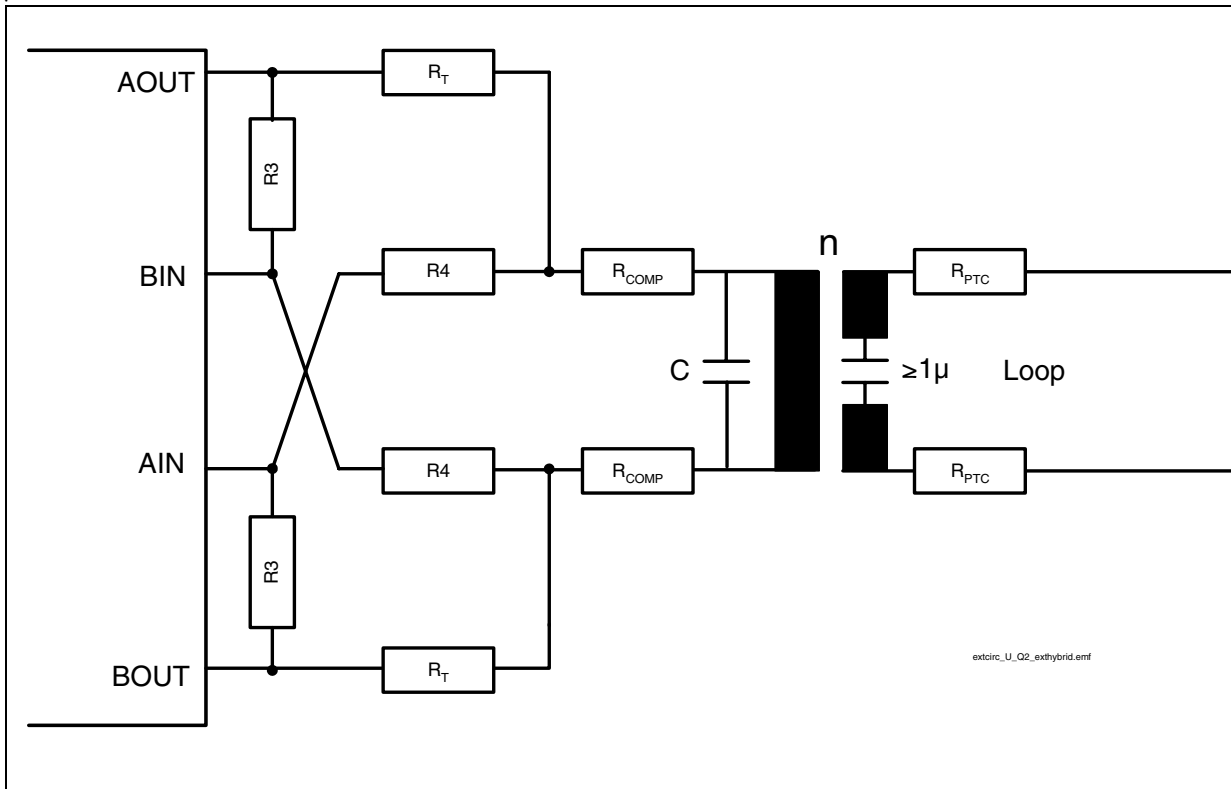 AOUT
R_T
R3
n
BIN
R4
R_COMP
R_PTC
C
≥1µ
Loop
AIN
R4
R_COMP
R_PTC
R3
BOUT
R_T
extcirc_U_Q2_exthybrid.emf